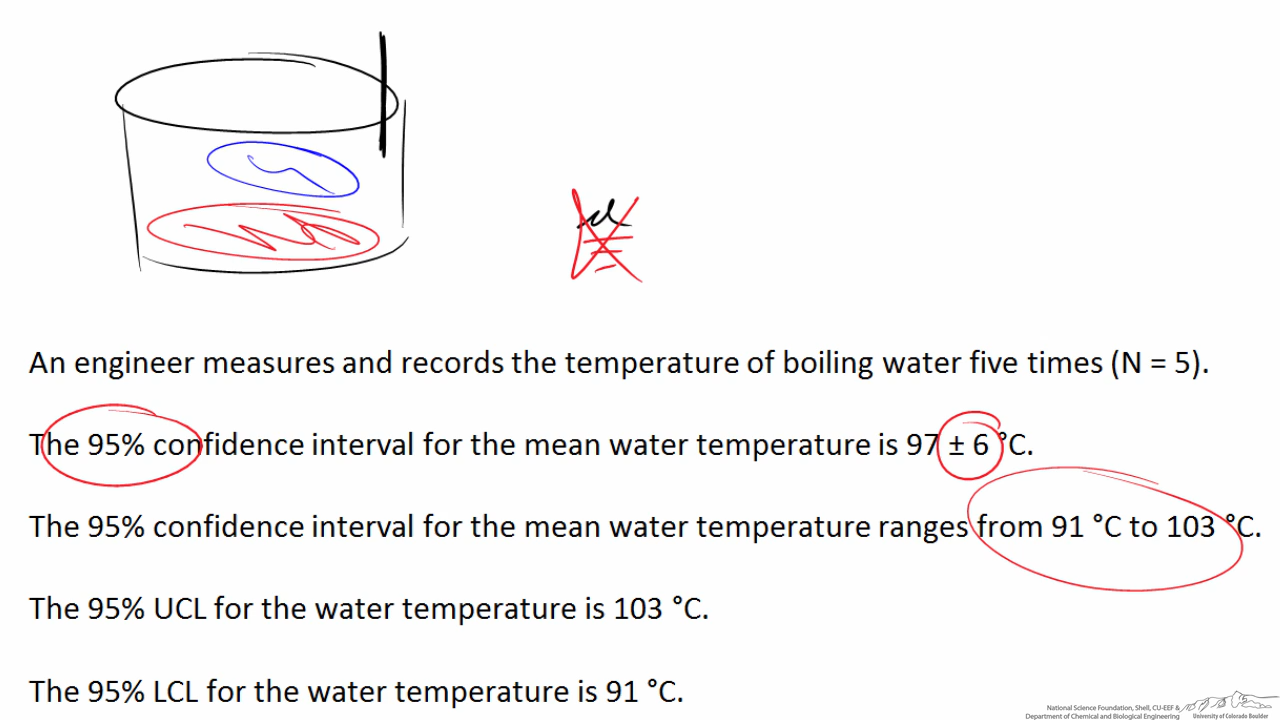 An engineer measures and records the temperature of boiling water five times (N = 5).
The 95% confidence interval for the mean water temperature is 97 ± 6 °C.
The 95% confidence interval for the mean water temperature ranges from 91 °C to 103 °C.
The 95% UCL for the water temperature is 103 °C.
The 95% LCL for the water temperature is 91 °C.
National Science Foundation, Shell, CU-EEF &
Department of Chemical and Biological Engineering
University of Colorado Boulder